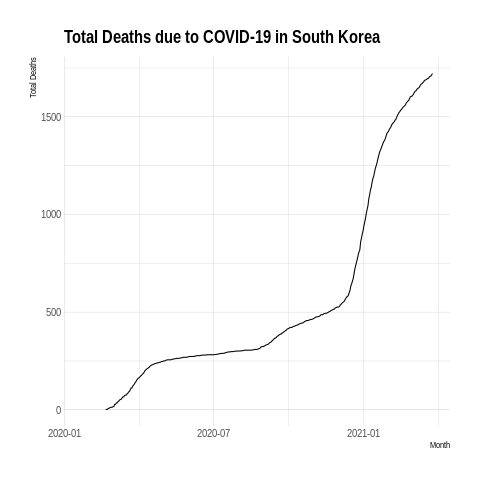 Total Deaths due to COVID-19 in South Korea
Total Deaths
1500
1000
500
0
2020-01
2020-07
2021-01
Month